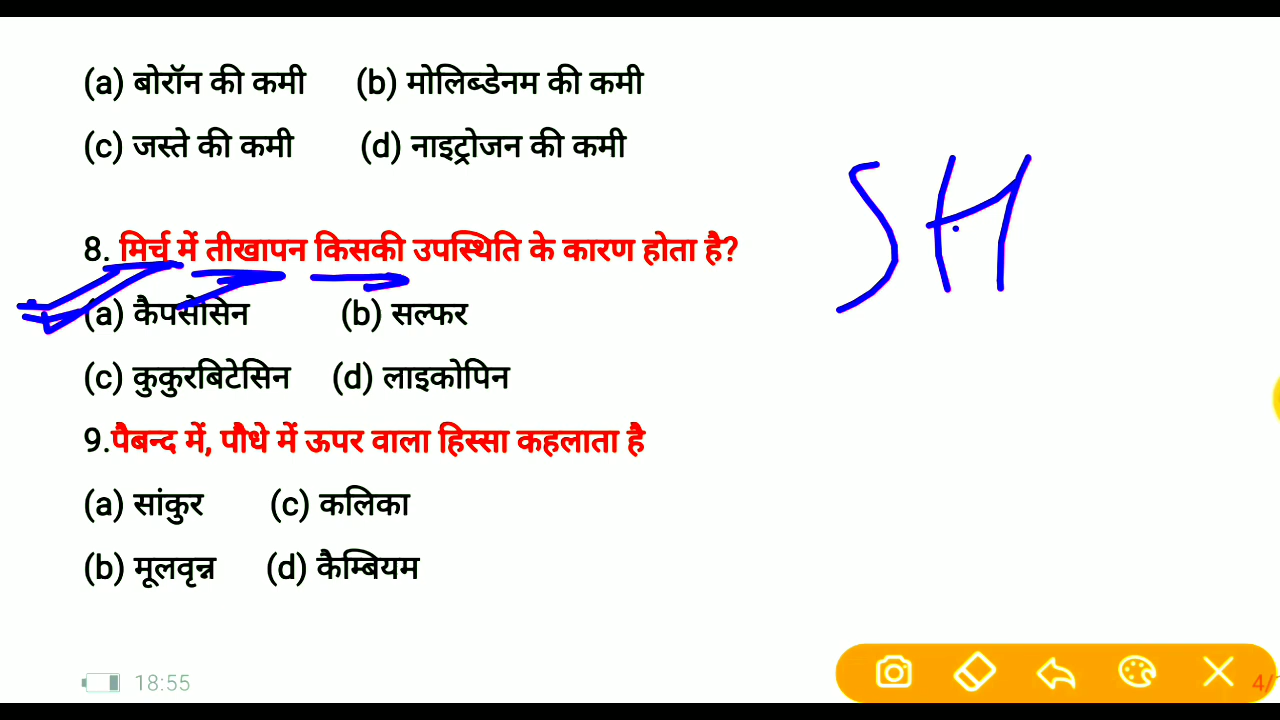 (a) बोरॉन की कमी (b) मोलिब्डेनम की कमी
(c) जस्ते की कमी (d) नाइट्रोजन की कमी
SH
8. मिर्च में तीखापन किसकी उपस्थिति के कारण होता है?
(a) कैपसेसिन (b) सल्फर
(c) कुकुरबिटेसिन (d) लाइकोपिन
9.पैबन्द में, पौधे में ऊपर वाला हिस्सा कहलाता है
(a) सांकुर (c) कलिका
(b) मूलवृन्न (d) कैम्बियम
18:55
4/